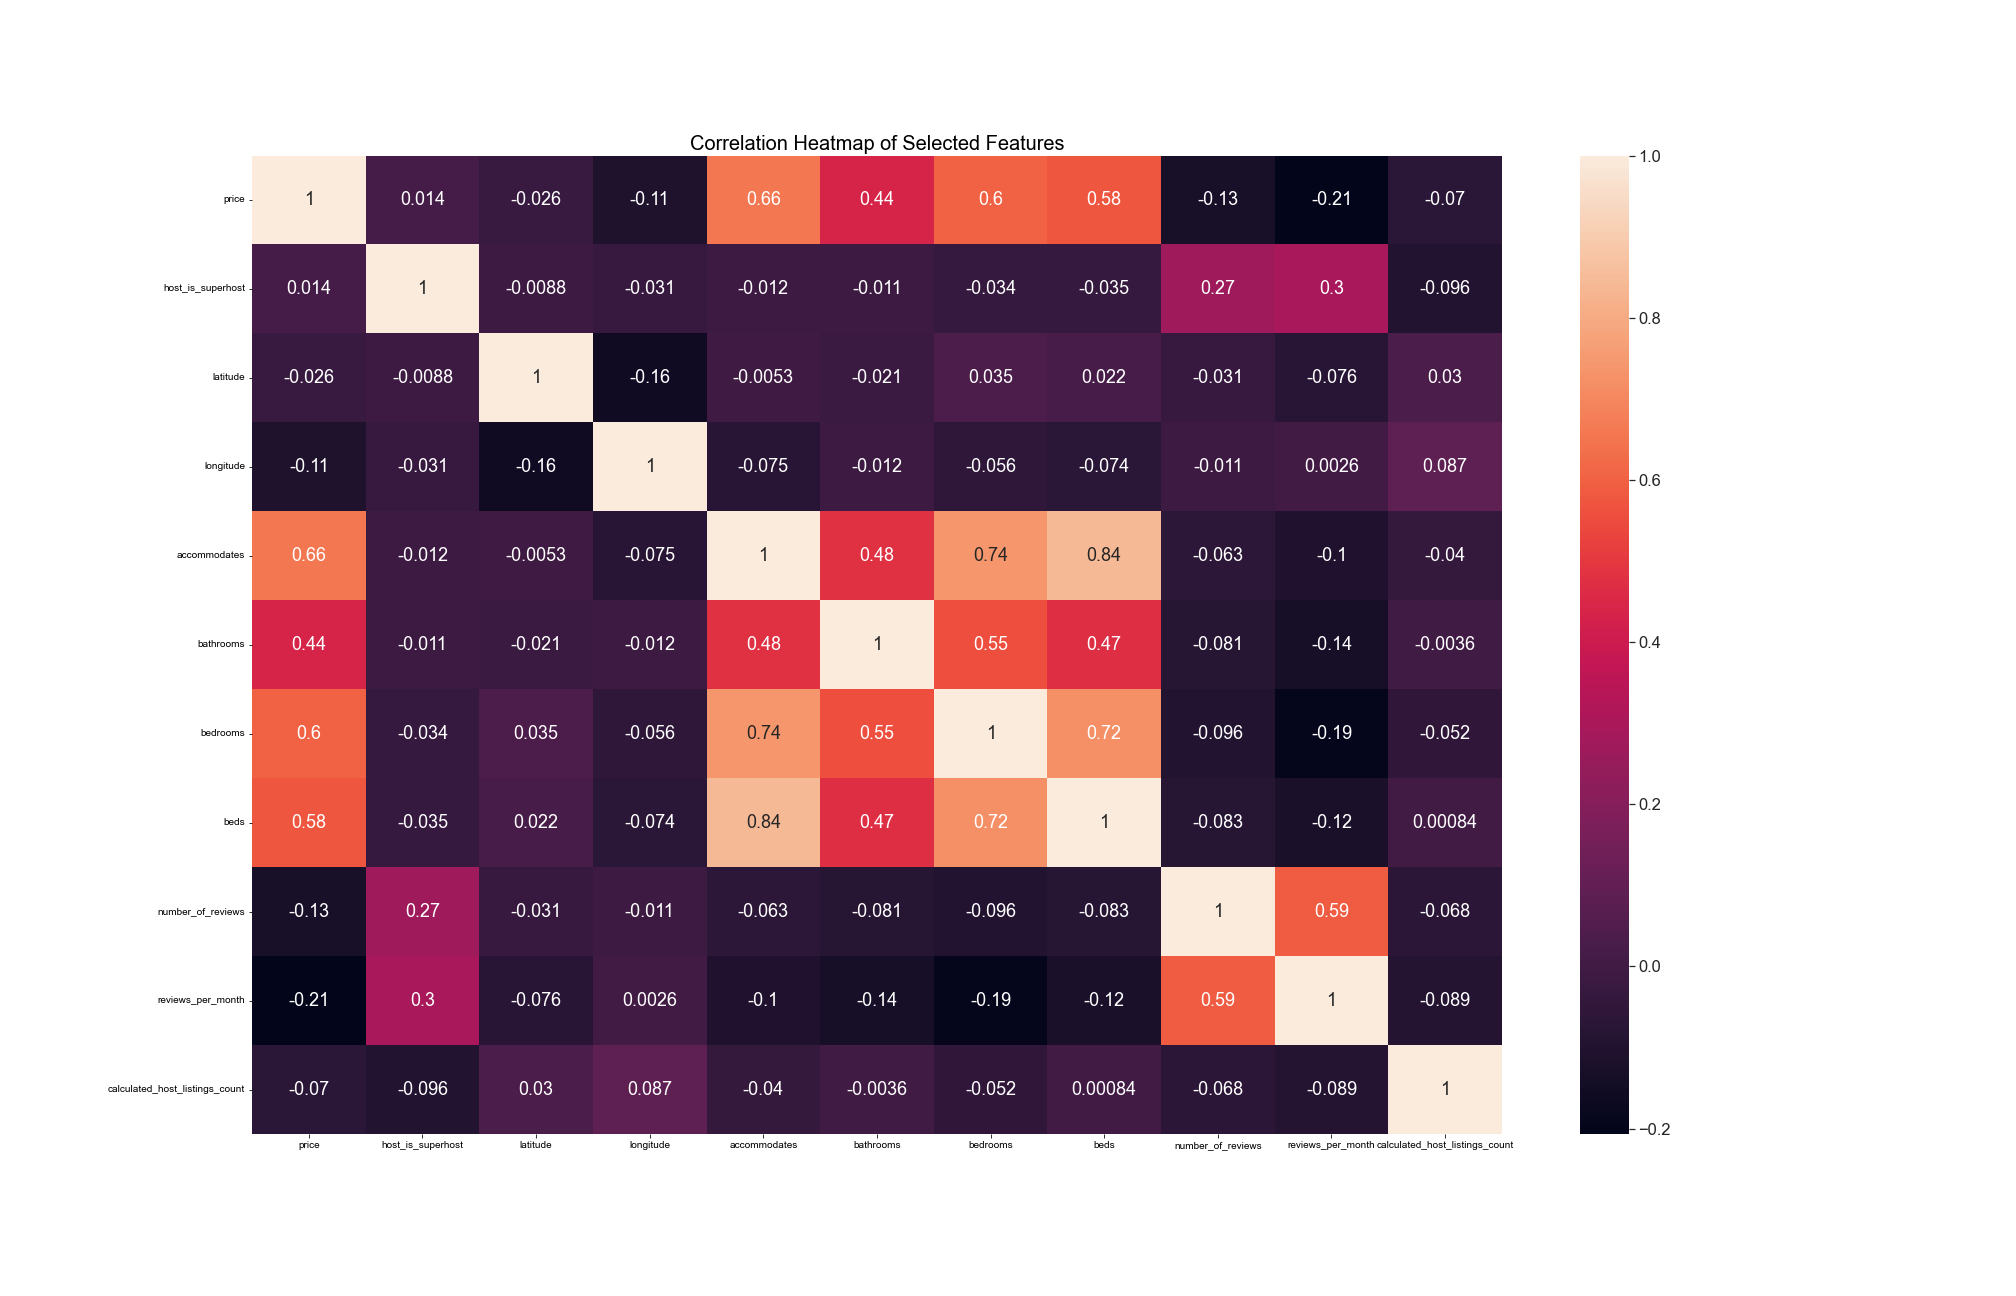 Correlation Heatmap of Selected Features
price 1 0.014 -0.026 -0.11 0.66 0.44 0.6 0.58 -0.13 -0.21 -0.07
host_is_superhost 0.014 1 -0.0088 -0.031 -0.012 -0.011 -0.034 -0.035 0.27 0.3 -0.096
latitude -0.026 -0.0088 1 -0.16 -0.0053 -0.021 0.035 0.022 -0.031 -0.076 0.03
longitude -0.11 -0.031 -0.16 1 -0.075 -0.012 -0.056 -0.074 -0.011 0.0026 0.087
accommodates 0.66 -0.012 -0.0053 -0.075 1 0.48 0.74 0.84 -0.063 -0.1 -0.04
bathrooms 0.44 -0.011 -0.021 -0.012 0.48 1 0.55 0.47 -0.081 -0.14 -0.0036
bedrooms 0.6 -0.034 0.035 -0.056 0.74 0.55 1 0.72 -0.096 -0.19 -0.052
beds 0.58 -0.035 0.022 -0.074 0.84 0.47 0.72 1 -0.083 -0.12 0.00084
number_of_reviews -0.13 0.27 -0.031 -0.011 -0.063 -0.081 -0.096 -0.083 1 0.59 -0.068
reviews_per_month -0.21 0.3 -0.076 0.0026 -0.1 -0.14 -0.19 -0.12 0.59 1 -0.089
calculated_host_listings_count -0.07 -0.096 0.03 0.087 -0.04 -0.0036 -0.052 0.00084 -0.068 -0.089 1
price host_is_superhost latitude longitude accommodates bathrooms bedrooms beds number_of_reviews reviews_per_month calculated_host_listings_count
1.0
0.8
0.6
0.4
0.2
0.0
−0.2